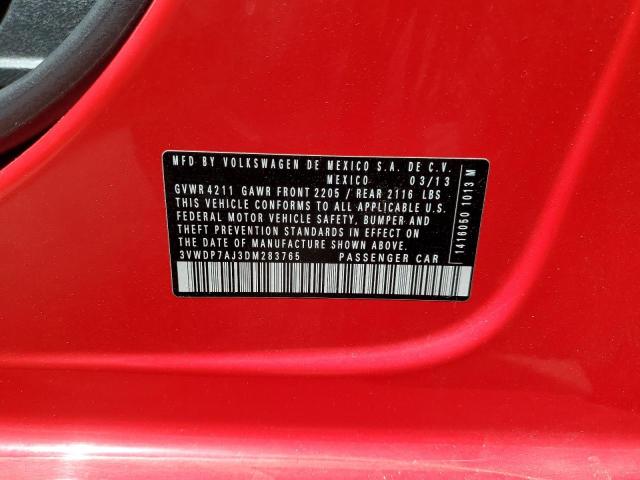 MFD BY VOLKSWAGEN DE MEXICO S.A. DE C.V.
MEXICO 03/13
GVWR 4211 GAWR FRONT 2205 / REAR 2116 LBS
THIS VEHICLE CONFORMS TO ALL APPLICABLE U.S.
FEDERAL MOTOR VEHICLE SAFETY, BUMPER AND
THEFT PREVENTION STANDARDS IN EFFECT ON
THE DATE OF MANUFACTURE SHOWN ABOVE.
3VWDP7AJ3DM283765 PASSENGER CAR
1416050 1013 M